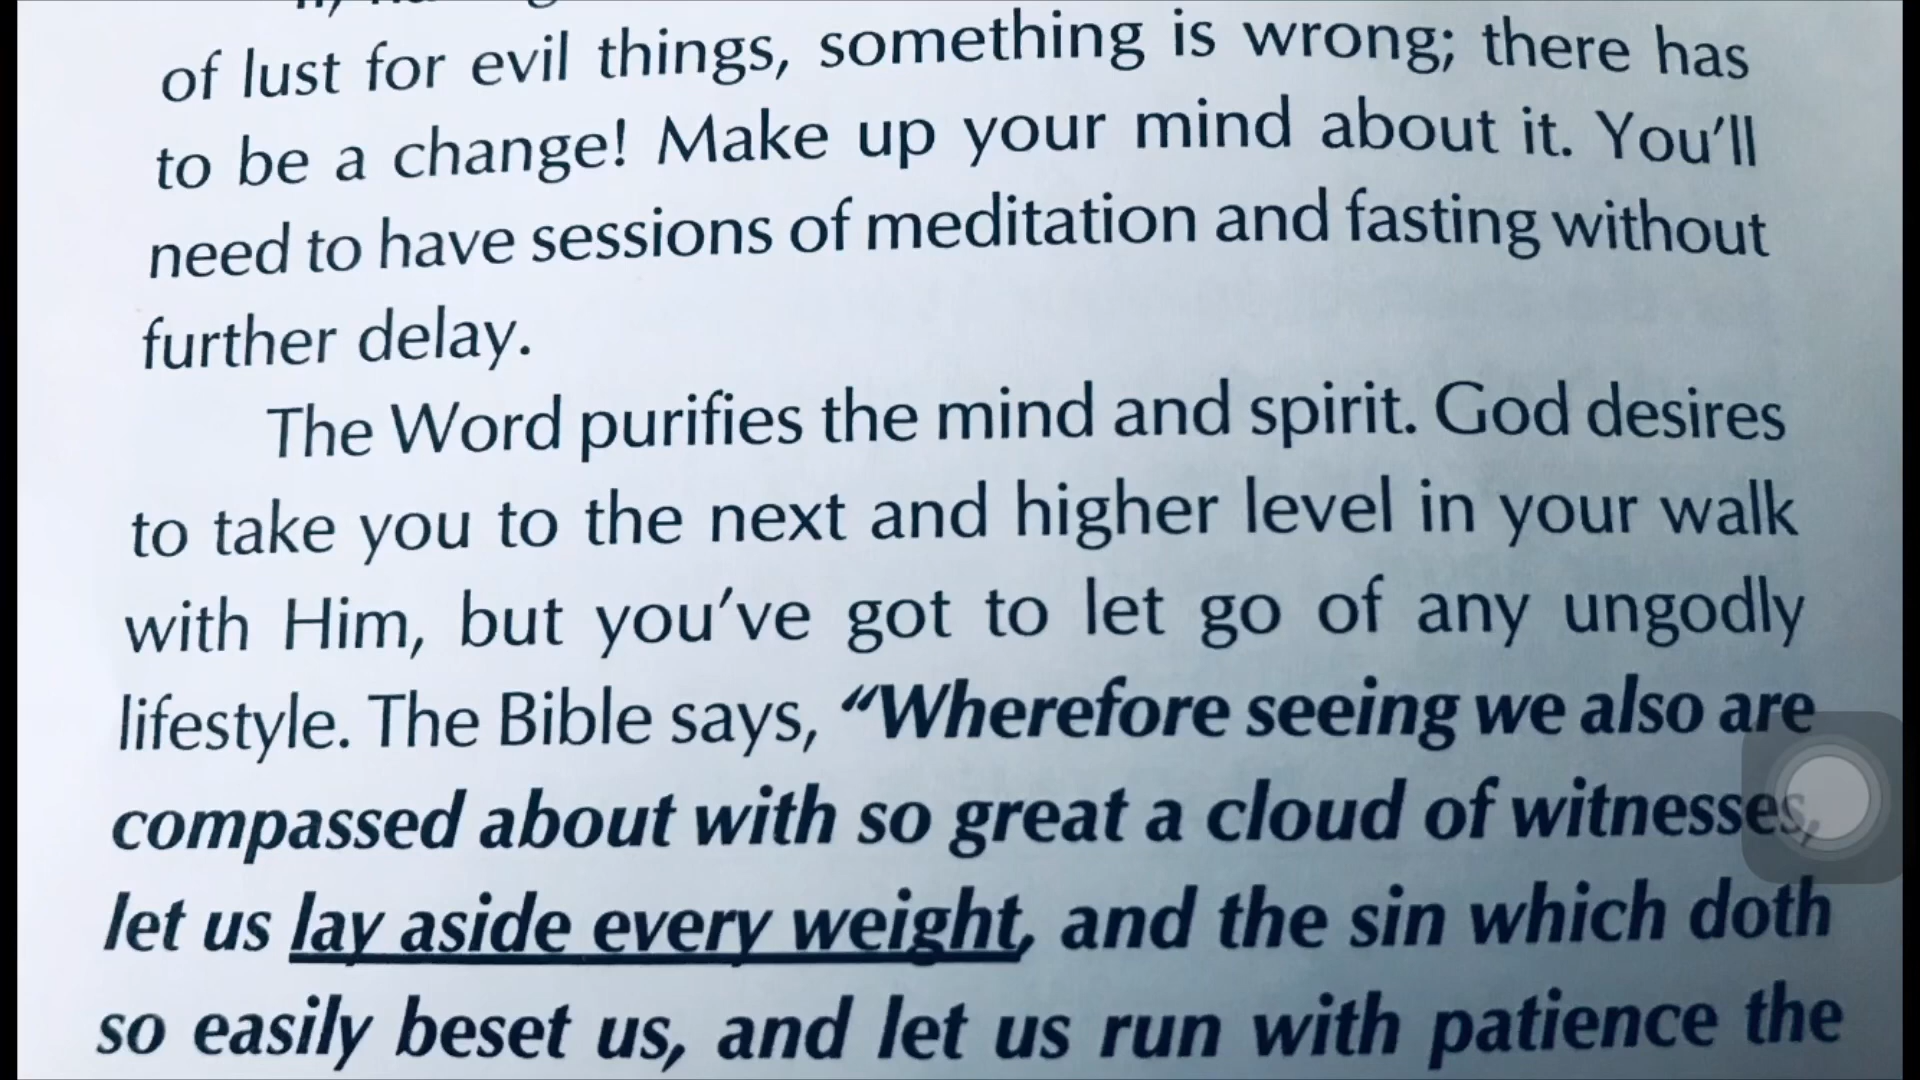 of lust for evil things, something is wrong; there has
to be a change! Make up your mind about it. You'll
need to have sessions of meditation and fasting without
further delay.
The Word purifies the mind and spirit. God desires
to take you to the next and higher level in your walk
with Him, but you've got to let go of any ungodly
lifestyle. The Bible says, “Wherefore seeing we also are
compassed about with so great a cloud of witnesses,
let us lay aside every weight, and the sin which doth
so easily beset us, and let us run with patience the